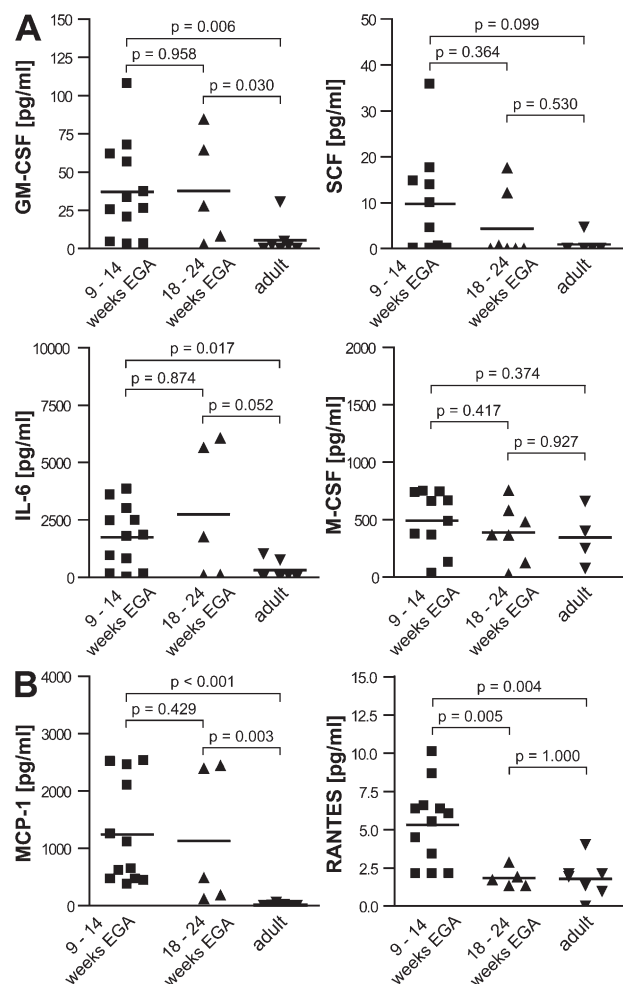 A
GM-CSF [pg/ml]
150
125
100
75
50
25
0
p = 0.006
p = 0.958
p = 0.030
9 - 14
weeks EGA
18 - 24
weeks EGA
adult
SCF [pg/ml]
50
40
30
20
10
0
p = 0.099
p = 0.364
p = 0.530
9 - 14
weeks EGA
18 - 24
weeks EGA
adult
IL-6 [pg/ml]
10000
7500
5000
2500
0
p = 0.017
p = 0.874
p = 0.052
9 - 14
weeks EGA
18 - 24
weeks EGA
adult
M-CSF [pg/ml]
2000
1500
1000
500
0
p = 0.374
p = 0.417
p = 0.927
9 - 14
weeks EGA
18 - 24
weeks EGA
adult
B
MCP-1 [pg/ml]
4000
3000
2000
1000
0
p < 0.001
p = 0.429
p = 0.003
9 - 14
weeks EGA
18 - 24
weeks EGA
adult
RANTES [pg/ml]
15.0
12.5
10.0
7.5
5.0
2.5
0.0
p = 0.004
p = 0.005
p = 1.000
9 - 14
weeks EGA
18 - 24
weeks EGA
adult